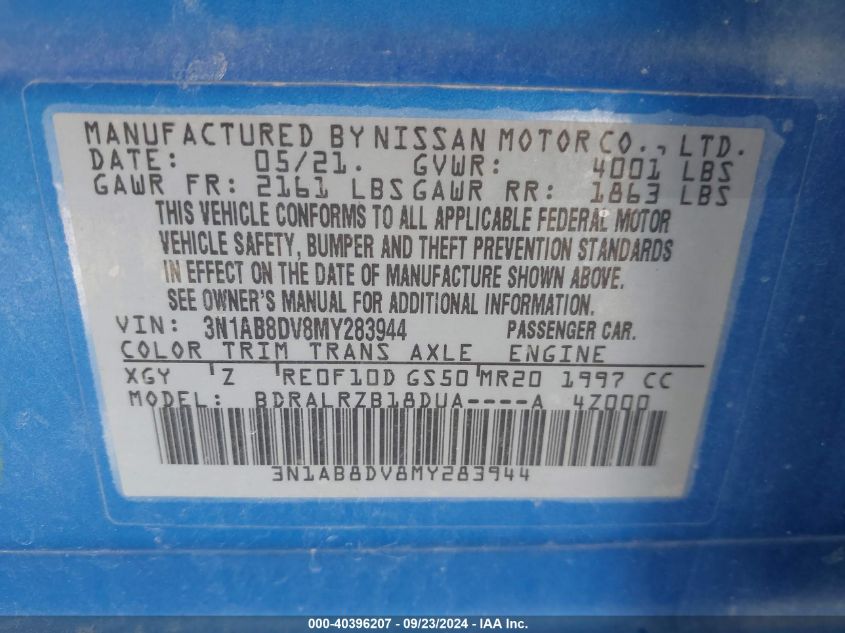 MANUFACTURED BY NISSAN MOTOR CO., LTD.
DATE: 05/21. GVWR: 4001 LBS
GAWR FR: 2161 LBS GAWR RR: 1863 LBS
THIS VEHICLE CONFORMS TO ALL APPLICABLE FEDERAL MOTOR
VEHICLE SAFETY, BUMPER AND THEFT PREVENTION STANDARDS
IN EFFECT ON THE DATE OF MANUFACTURE SHOWN ABOVE.
SEE OWNER'S MANUAL FOR ADDITIONAL INFORMATION.
VIN: 3N1AB8DV8MY283944 PASSENGER CAR.
COLOR TRIM TRANS AXLE ENGINE
XGY Z RE0F10D GS50 MR20 1997 CC
MODEL: BDRALRZB18DUA----A 4Z000
3N1AB8DV8MY283944
000-40396207 - 09/23/2024 - IAA Inc.